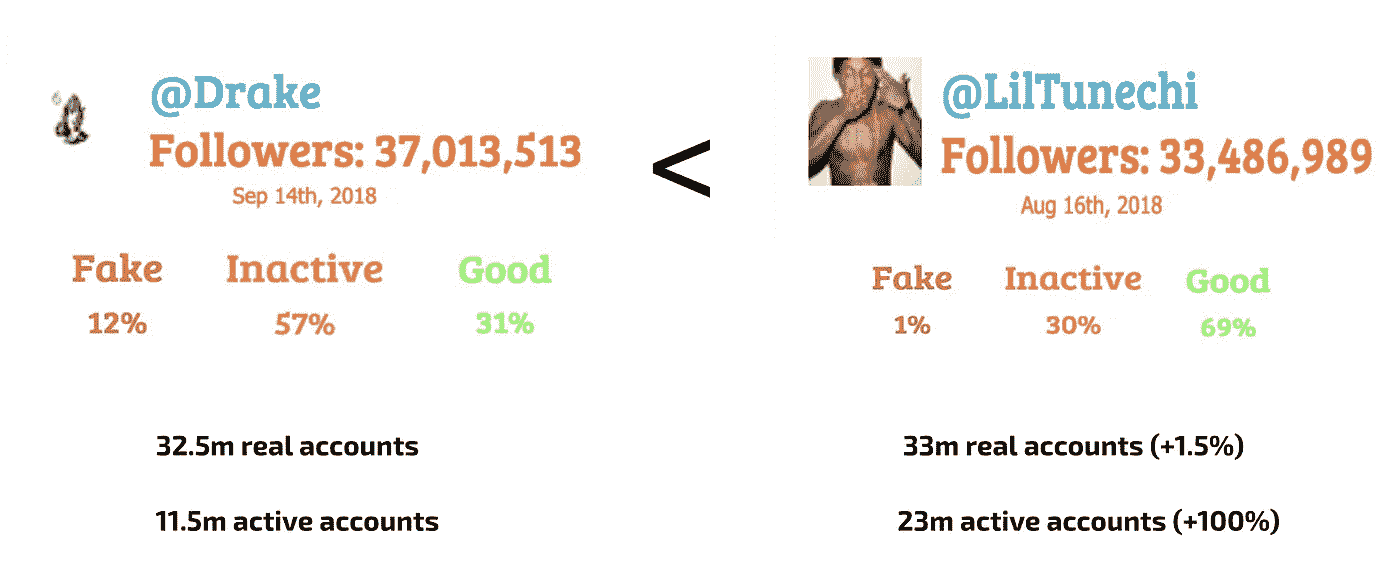 @Drake
Followers: 37,013,513
Sep 14th, 2018
Fake Inactive Good
12% 57% 31%
32.5m real accounts
11.5m active accounts
<
@LilTunechi
Followers: 33,486,989
Aug 16th, 2018
Fake Inactive Good
1% 30% 69%
33m real accounts (+1.5%)
23m active accounts (+100%)